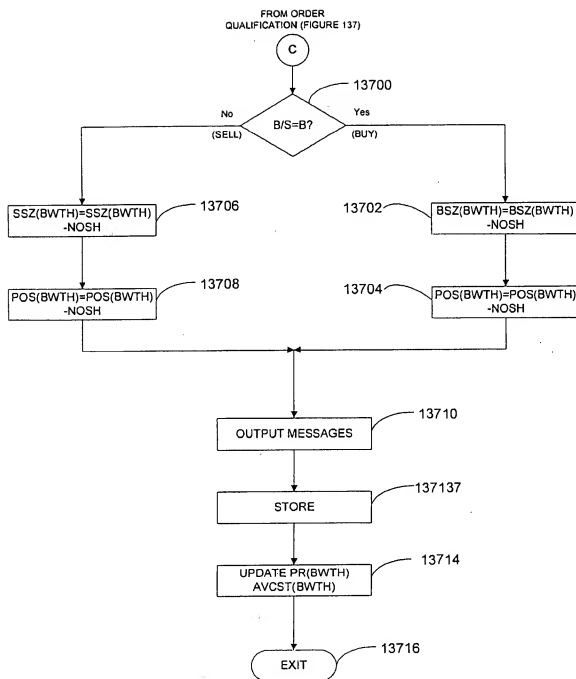 FROM ORDER
QUALIFICATION (FIGURE 137)
C
13700
No
Yes
B/S=B?
(SELL)
(BUY)
SSZ(BWTH)=SSZ(BWTH)
-NOSH
13706
13702
BSZ(BWTH)=BSZ(BWTH)
-NOSH
POS(BWTH)=POS(BWTH)
-NOSH
13708
13704
POS(BWTH)=POS(BWTH)
-NOSH
13710
OUTPUT MESSAGES
137137
STORE
13714
UPDATE PR(BWTH)
AVCST(BWTH)
13716
EXIT